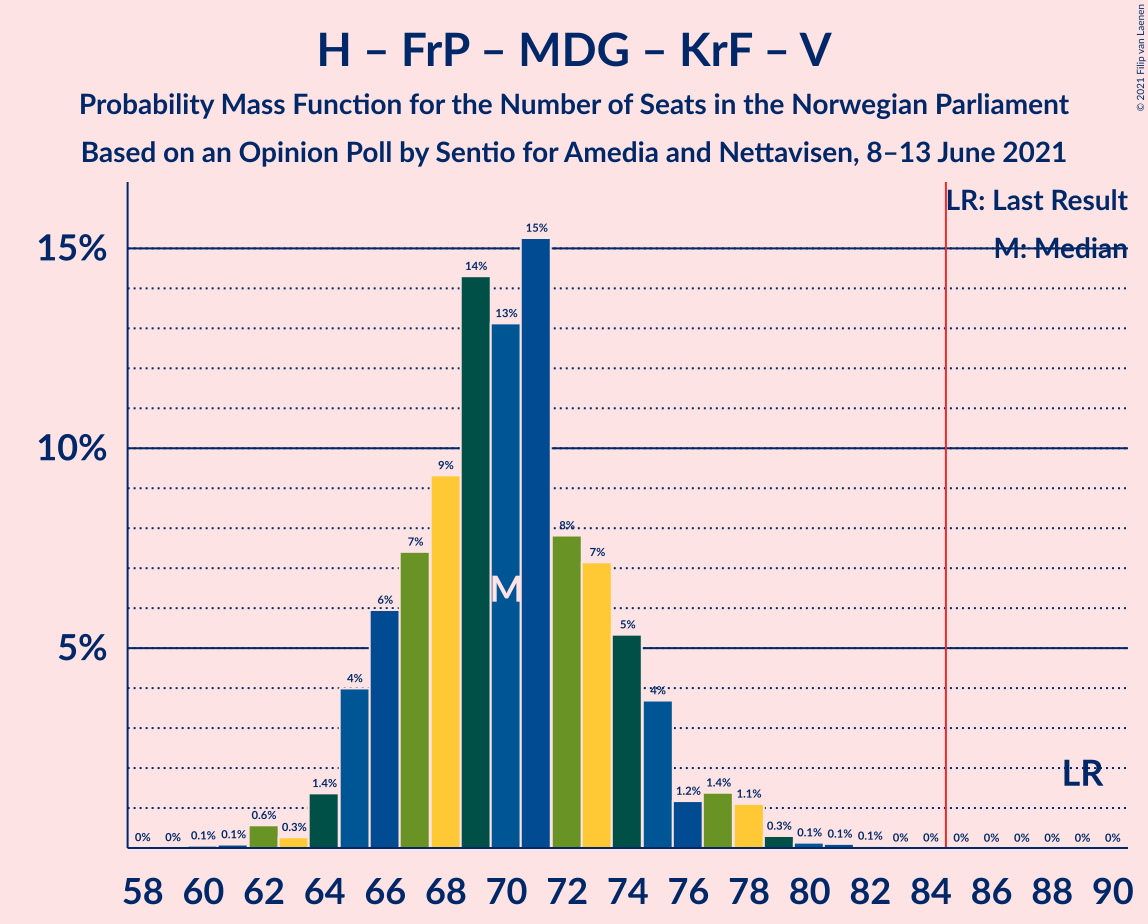 H – FrP – MDG – KrF – V
Probability Mass Function for the Number of Seats in the Norwegian Parliament
Based on an Opinion Poll by Sentio for Amedia and Nettavisen, 8–13 June 2021
© 2021 Filip van Laenen
LR: Last Result
M: Median
15%
10%
5%
0% 0% 0.1% 0.1% 0.6% 0.3% 1.4% 4% 6% 7% 9% 14% 13% 15% 8% 7% 5% 4% 1.2% 1.4% 1.1% 0.3% 0.1% 0.1% 0.1% 0% 0% 0% 0% 0% 0% 0% 0%
M
LR
58 60 62 64 66 68 70 72 74 76 78 80 82 84 86 88 90